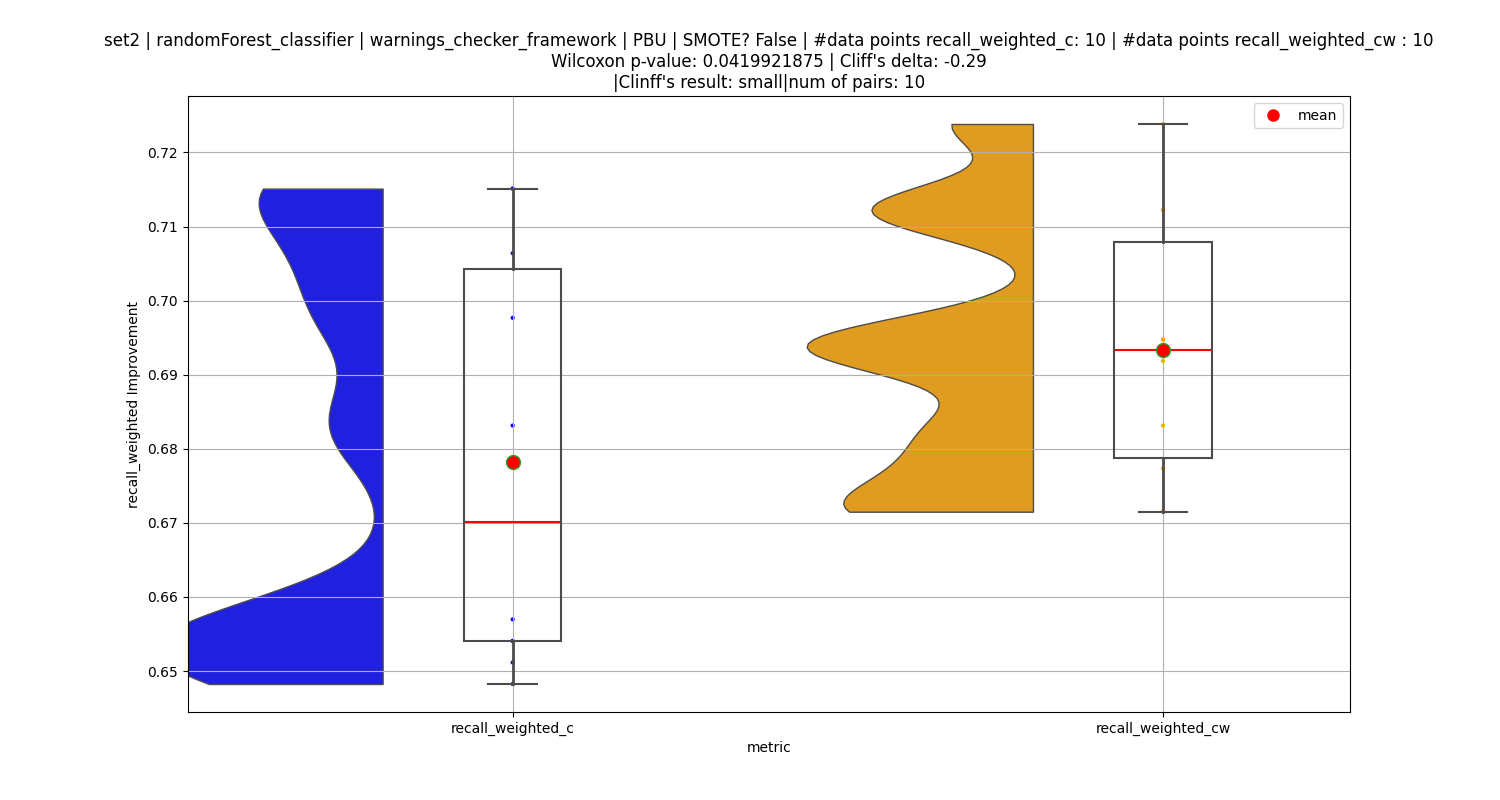 set2 | randomForest_classifier | warnings_checker_framework | PBU | SMOTE? False | #data points recall_weighted_c: 10 | #data points recall_weighted_cw : 10
Wilcoxon p-value: 0.0419921875 | Cliff's delta: -0.29
|Clinff's result: small|num of pairs: 10
mean
0.72
0.71
0.70
0.69
0.68
0.67
0.66
0.65
recall_weighted Improvement
recall_weighted_c
recall_weighted_cw
metric